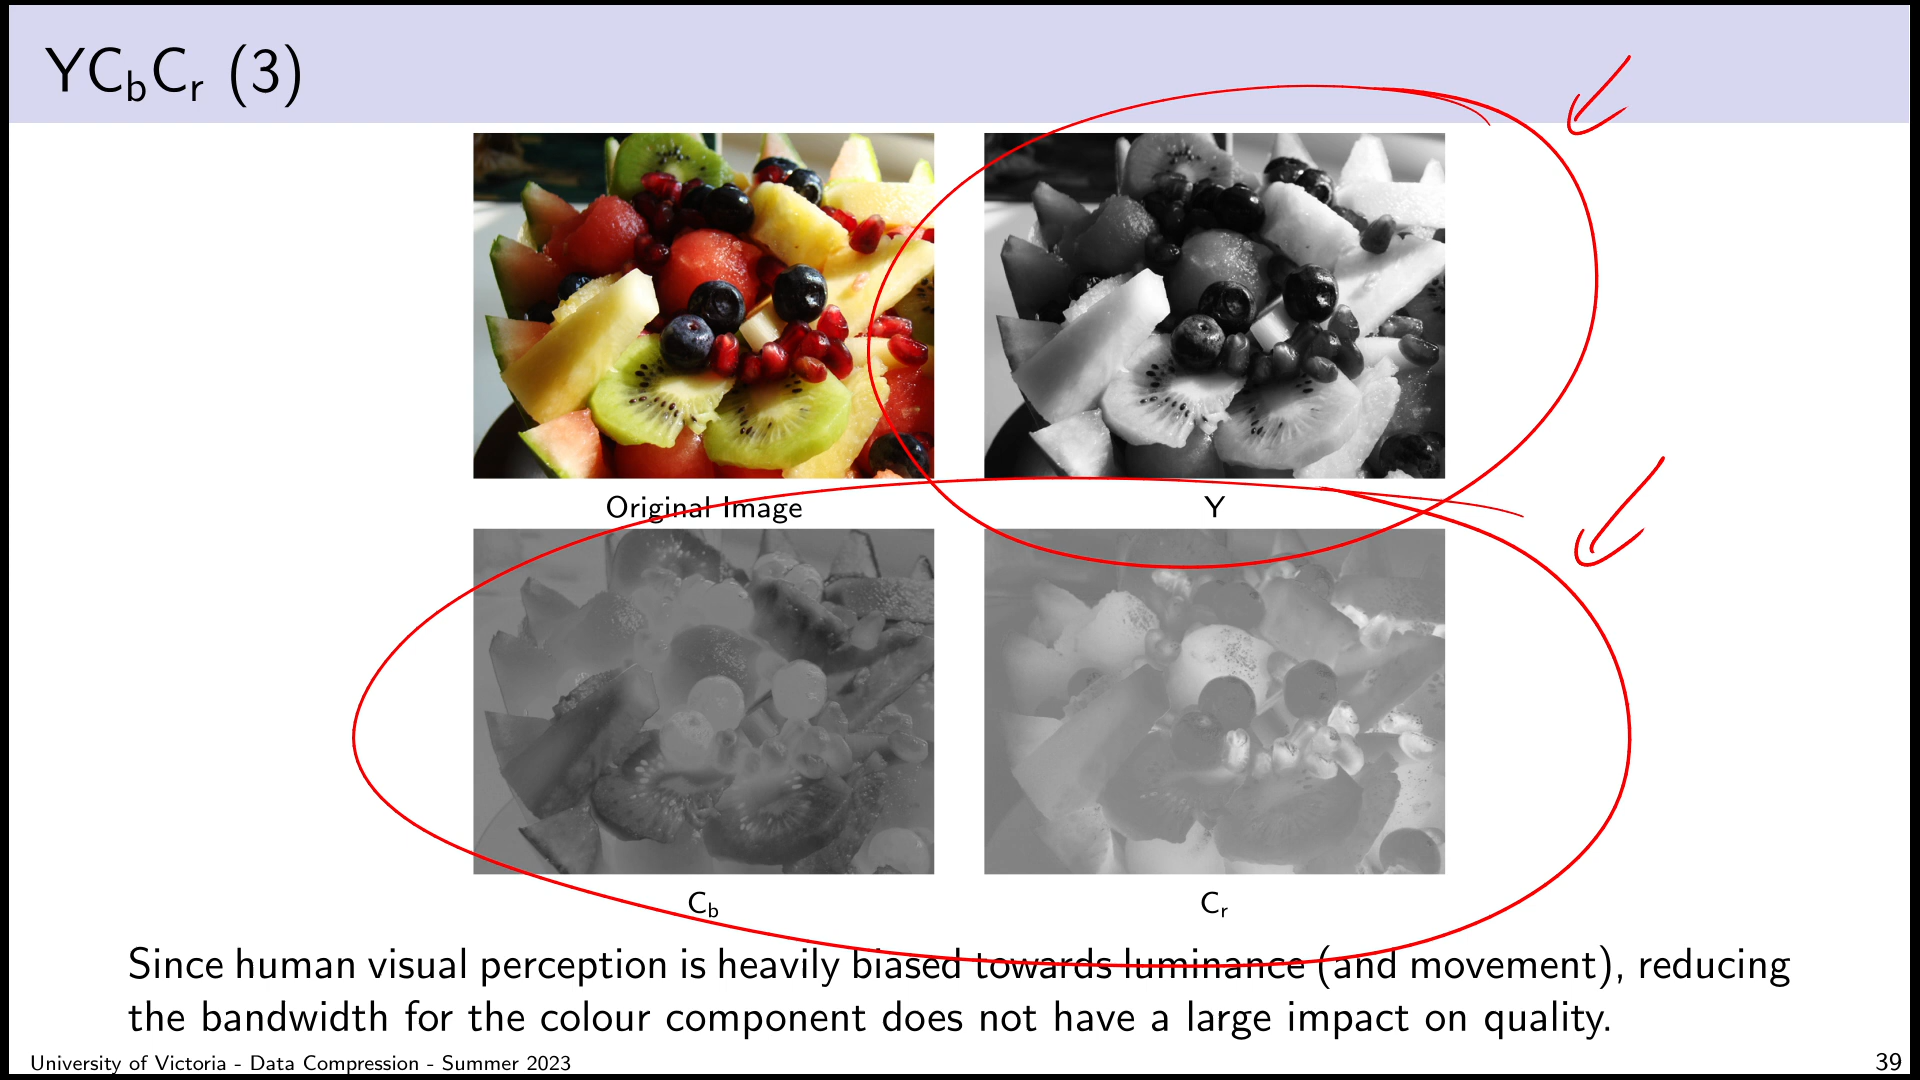 YCbCr (3)
Original Image
Y
Cb
Cr
Since human visual perception is heavily biased towards luminance (and movement), reducing
the bandwidth for the colour component does not have a large impact on quality.
University of Victoria - Data Compression - Summer 2023
39